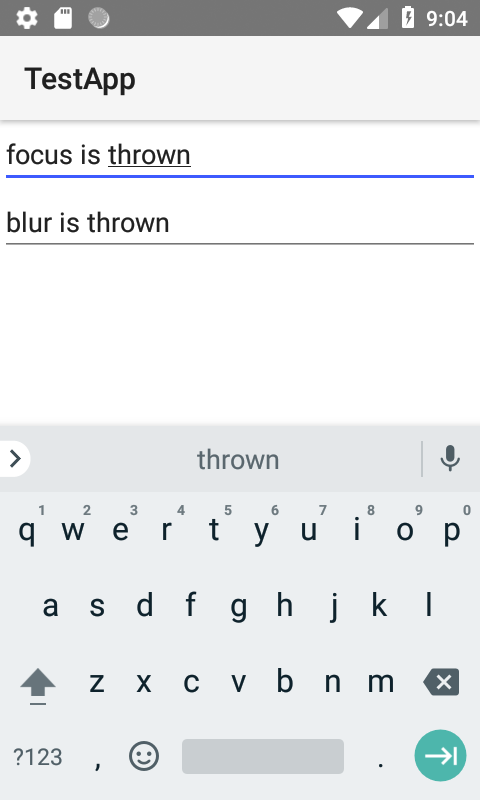 9:04
TestApp
focus is thrown
blur is thrown
thrown
1 2 3 4 5 6 7 8 9 0
q w e r t y u i o p
a s d f g h j k l
z x c v b n m
?123 , .